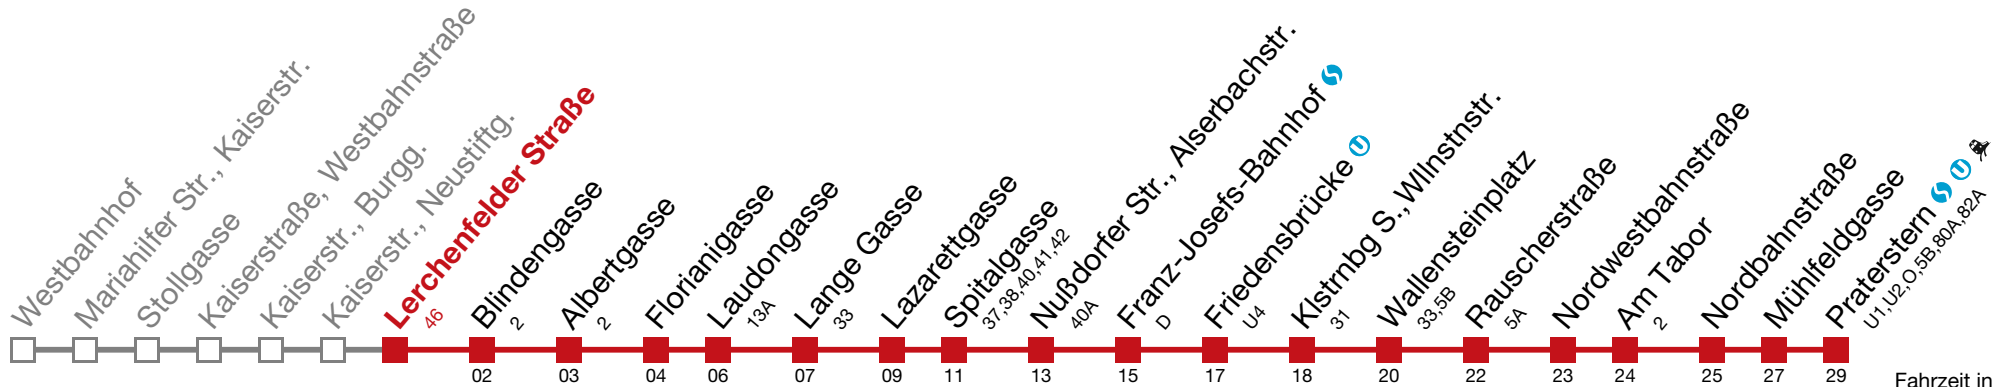 Westbahnhof
Mariahilfer Str., Kaiserstr.
Stollgasse
Kaiserstraße, Westbahnstraße
Kaiserstr., Burgg.
Kaiserstr., Neustiftg.
Lerchenfelder Straße
46
Blindengasse
2
02
Albertgasse
2
03
Florianigasse
04
Laudongasse
13A
06
Lange Gasse
33
07
Lazarettgasse
09
Spitalgasse
37,38,40,41,42
11
Nußdorfer Str., Alserbachstr.
40A
13
Franz-Josefs-Bahnhof S
D
15
Friedensbrücke U
U4
17
Klstrnbg S., Wllnstnstr.
31
18
Wallensteinplatz
33,5B
20
Rauscherstraße
5A
22
Nordwestbahnstraße
23
Am Tabor
2
24
Nordbahnstraße
25
Mühlfeldgasse
27
Praterstern S U
U1,U2,O,5B,80A,82A
29
Fahrzeit in